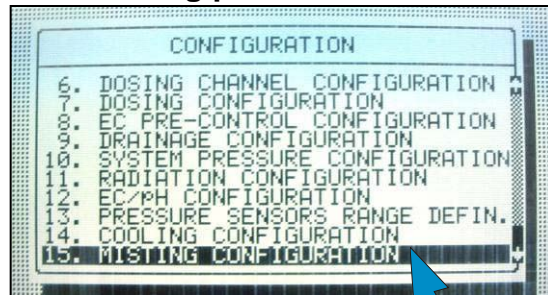 CONFIGURATION
6. DOSING CHANNEL CONFIGURATION
7. DOSING CONFIGURATION
8. EC PRE-CONTROL CONFIGURATION
9. DRAINAGE CONFIGURATION
10. SYSTEM PRESSURE CONFIGURATION
11. RADIATION CONFIGURATION
12. EC/PH CONFIGURATION
13. PRESSURE SENSORS RANGE DEFIN.
14. COOLING CONFIGURATION
15. MISTING CONFIGURATION